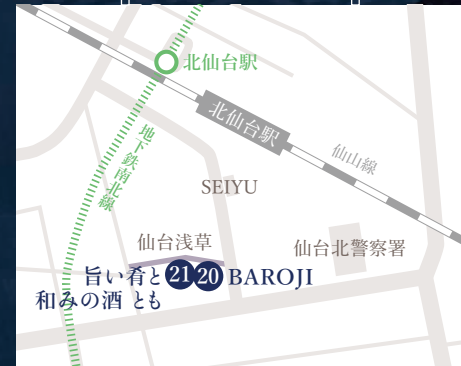 北仙台駅
北仙台駅
仙山線
地下鉄南北線
SEIYU
仙台浅草
仙台北警察署
旨い肴と
和みの酒 とも
21 20 BAROJI